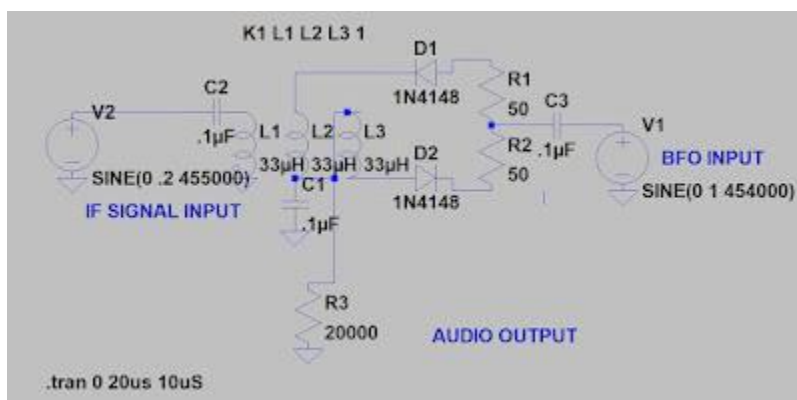 K1 L1 L2 L3 1
D1
1N4148
R1
50
C2
.1µF
V2
SINE(0 .2 455000)
IF SIGNAL INPUT
L1
33µH
L2
33µH
L3
33µH
C1
.1µF
D2
1N4148
R2
50
C3
.1µF
V1
BFO INPUT
SINE(0 1 454000)
R3
20000
AUDIO OUTPUT
.tran 0 20us 10uS